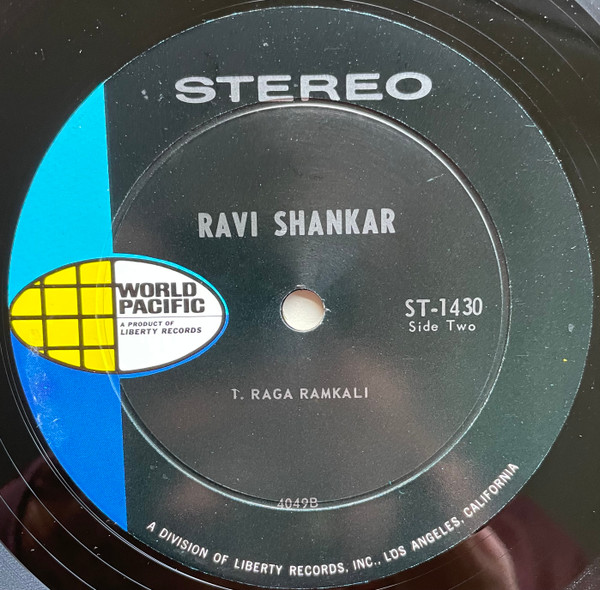 STEREO
RAVI SHANKAR
WORLD
PACIFIC
A PRODUCT OF
LIBERTY RECORDS
ST-1430
Side Two
T. RAGA RAMKALI
4049B
A DIVISION OF LIBERTY RECORDS, INC., LOS ANGELES, CALIFORNIA